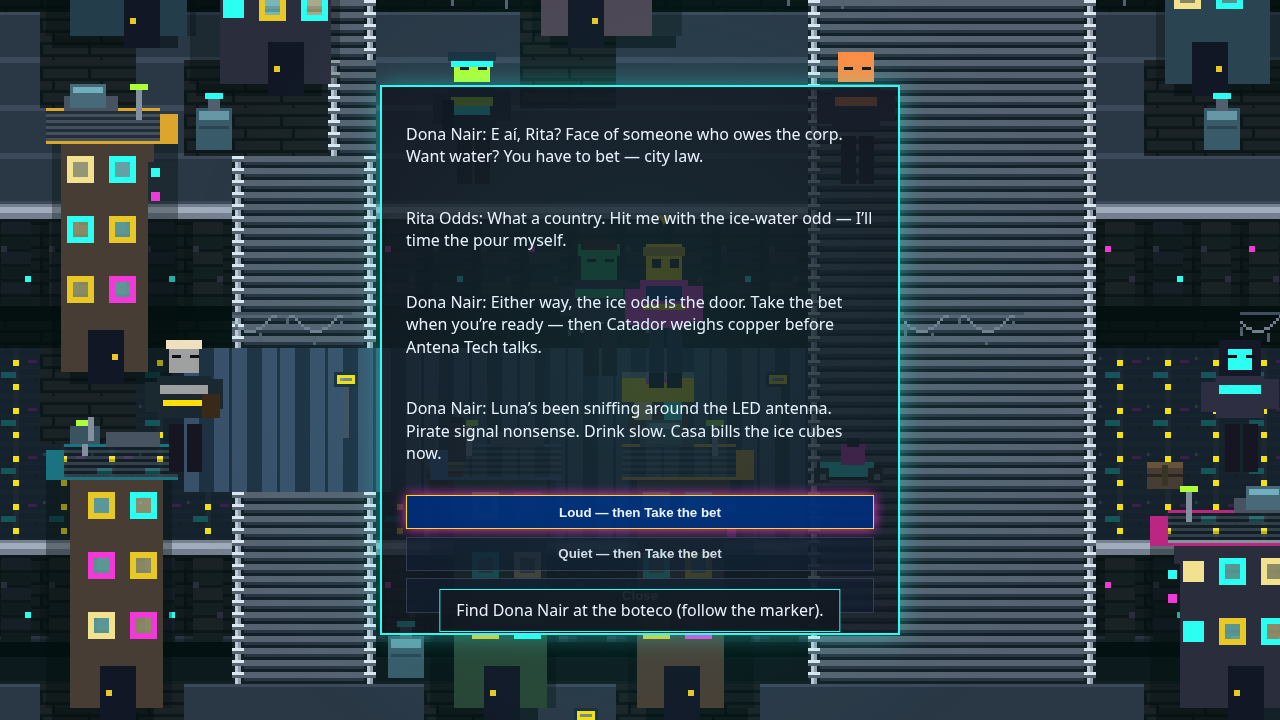 Dona Nair: E aí, Rita? Face of someone who owes the corp.
Want water? You have to bet — city law.
Rita Odds: What a country. Hit me with the ice-water odd — I’ll
time the pour myself.
Dona Nair: Either way, the ice odd is the door. Take the bet
when you’re ready — then Catador weighs copper before
Antena Tech talks.
Dona Nair: Luna’s been sniffing around the LED antenna.
Pirate signal nonsense. Drink slow. Casa bills the ice cubes
now.
Loud — then Take the bet
Quiet — then Take the bet
Close
Find Dona Nair at the boteco (follow the marker).